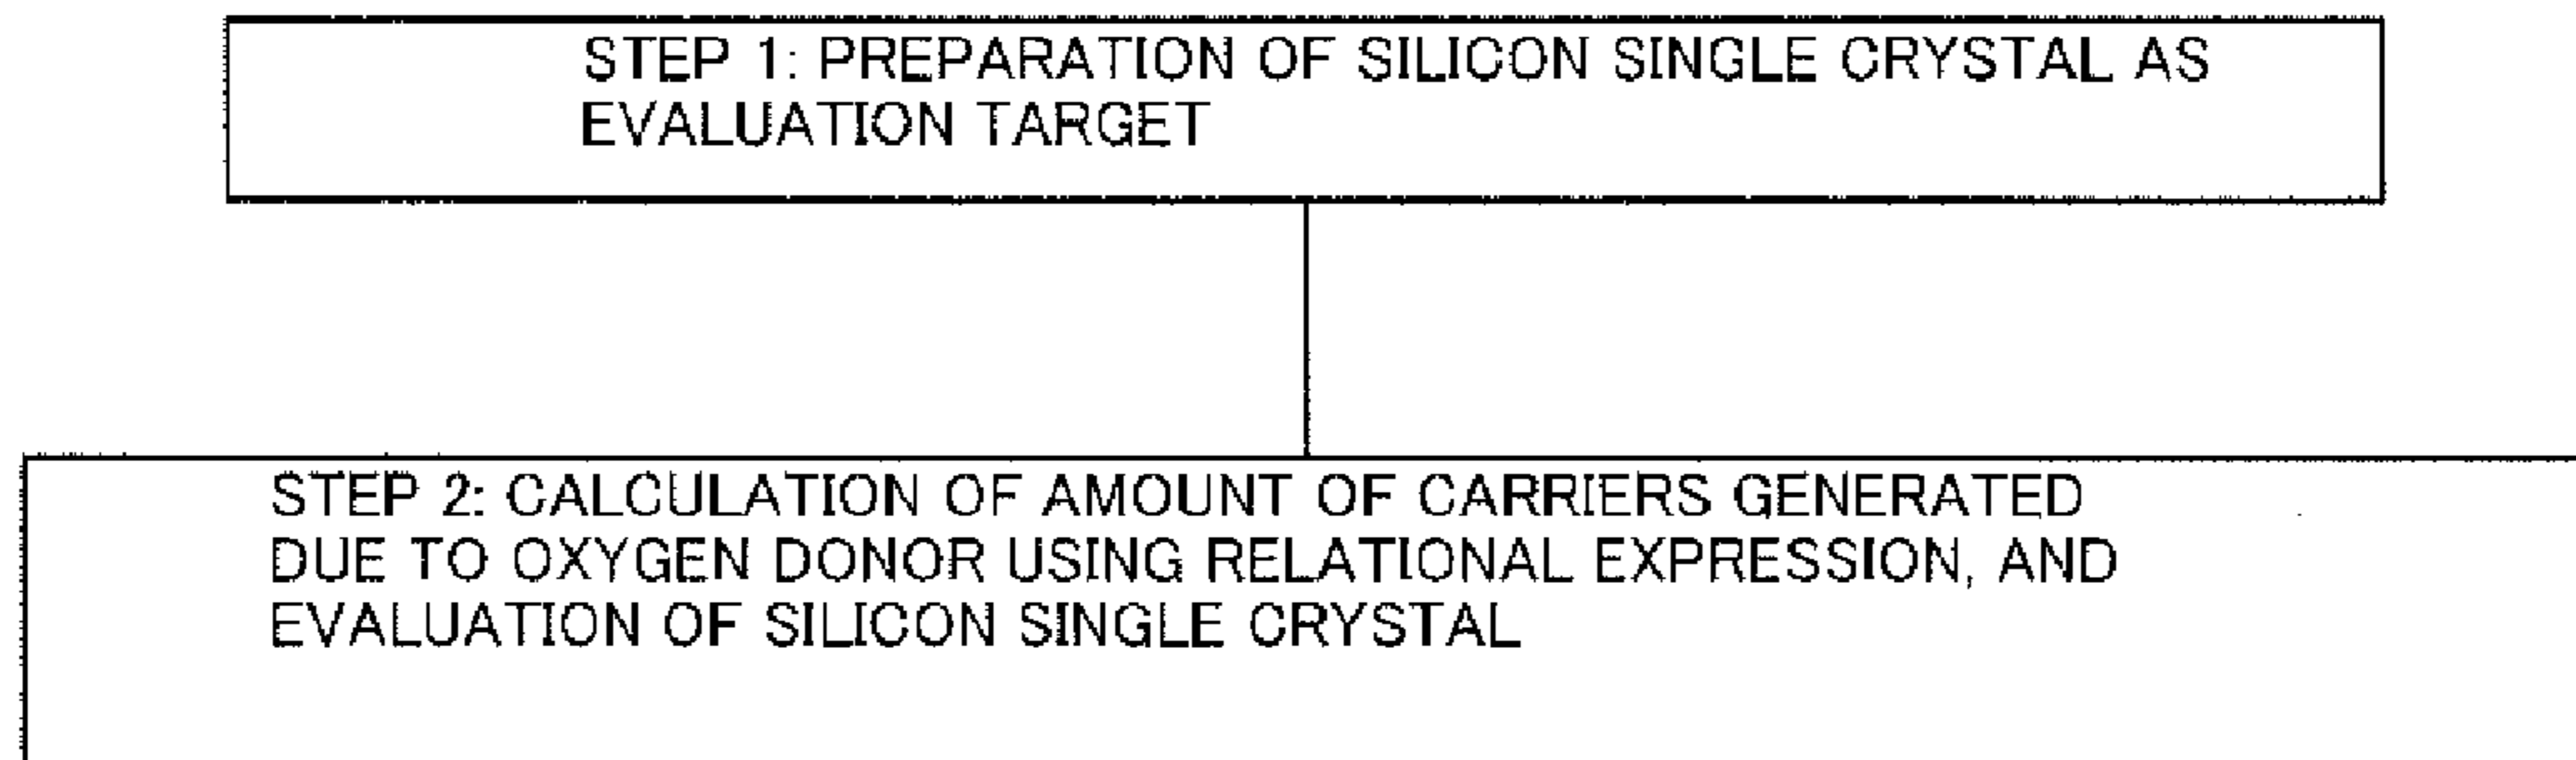 STEP 1: PREPARATION OF SILICON SINGLE CRYSTAL AS
EVALUATION TARGET
STEP 2: CALCULATION OF AMOUNT OF CARRIERS GENERATED
DUE TO OXYGEN DONOR USING RELATIONAL EXPRESSION, AND
EVALUATION OF SILICON SINGLE CRYSTAL